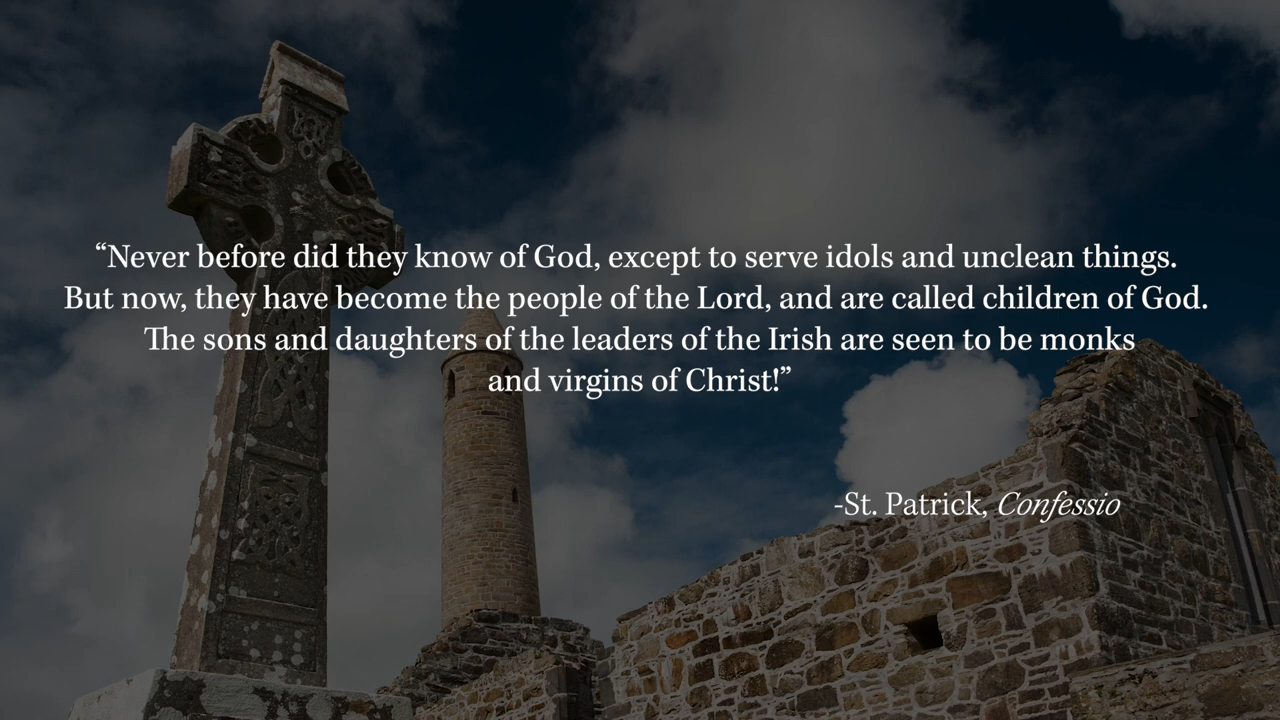 “Never before did they know of God, except to serve idols and unclean things.
But now, they have become the people of the Lord, and are called children of God.
The sons and daughters of the leaders of the Irish are seen to be monks
and virgins of Christ!”
-St. Patrick, Confessio